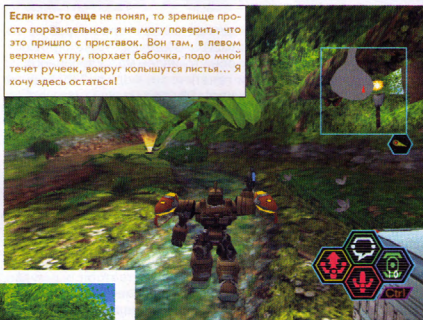 Если кто-то еще не понял, то зрелище про-
сто поразительное, я не могу поверить, что
это пришло с приставок. Вон там, в левом
верхнем углу, порхает бабочка, подо мной
течет ручеек, вокруг колышутся листья... Я
хочу здесь остаться!
Ctrl